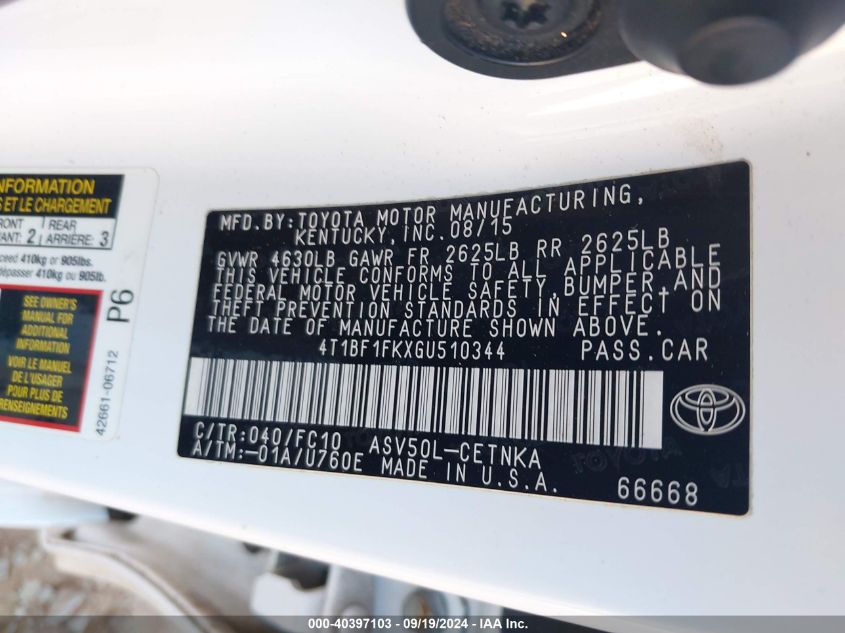 NFORMATION
S ET LE CHARGEMENT
RONT REAR
ANT: 2 ARRIÈRE: 3
ceed 410kg or 905lbs.
dépasser 410kg ou 905lb.
SEE OWNER'S
MANUAL FOR
ADDITIONAL
INFORMATION
VOIR LE MANUEL
DE L'USAGER
POUR PLUS DE
RENSEIGNEMENTS
P6
42661-06712
MFD.BY:TOYOTA MOTOR MANUFACTURING,
KENTUCKY, INC. 08/15
GVWR 4630LB GAWR FR 2625LB RR 2625LB
THIS VEHICLE CONFORMS TO ALL APPLICABLE
FEDERAL MOTOR VEHICLE SAFETY,BUMPER,AND
THEFT PREVENTION STANDARDS IN EFFECT ON
THE DATE OF MANUFACTURE SHOWN ABOVE.
4T1BF1FKXGU510344 PASS.CAR
C/TR:040/FC10 ASV50L-CETNKA
A/TM:-01A/U760E MADE IN U.S.A.
66668
000-40397103 - 09/19/2024 - IAA Inc.